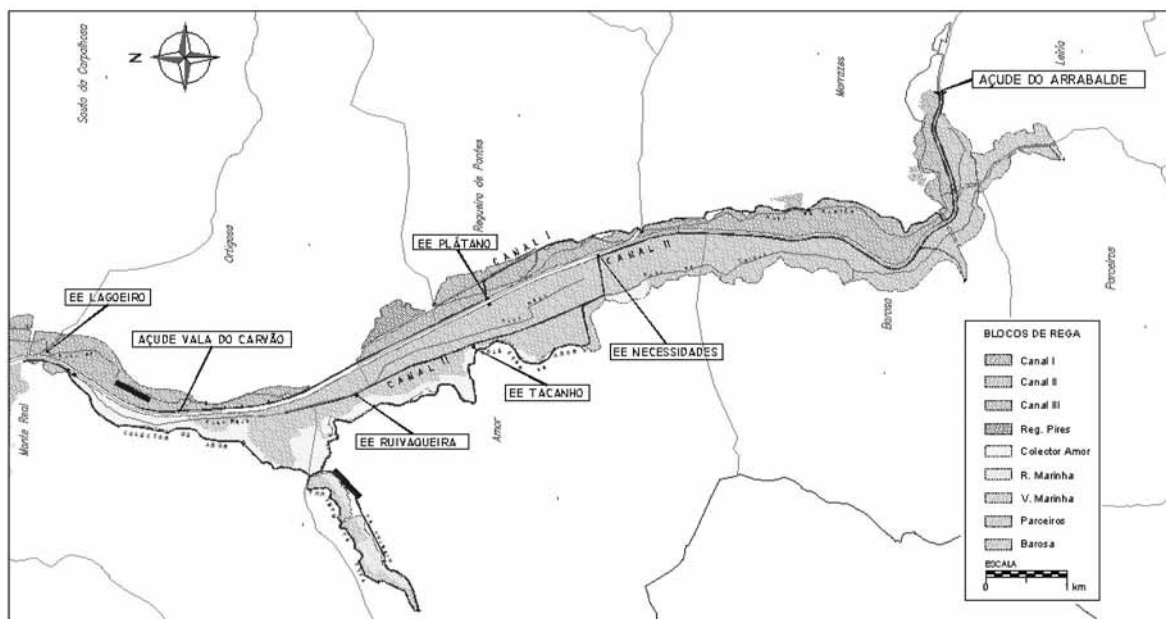 N
Souto da Carpalhosa
Marrazes
Leiria
AÇUDE DO ARRABALDE
Regueira de Pontes
Ortigosa
CANAL I
EE PLÁTANO
CANAL II
Parceiros
EE LAGOEIRO
Barosa
AÇUDE VALA DO CARVÃO
EE NECESSIDADES
CANAL II
EE TACANHO
Monte Real
COLECTOR DE AMOR
EE RUIVAQUEIRA
Amor
BLOCOS DE REGA
Canal I
Canal II
Canal III
Reg. Pires
Colector Amor
R. Marinha
V. Marinha
Parceiros
Barosa
ESCALA
0 1 km